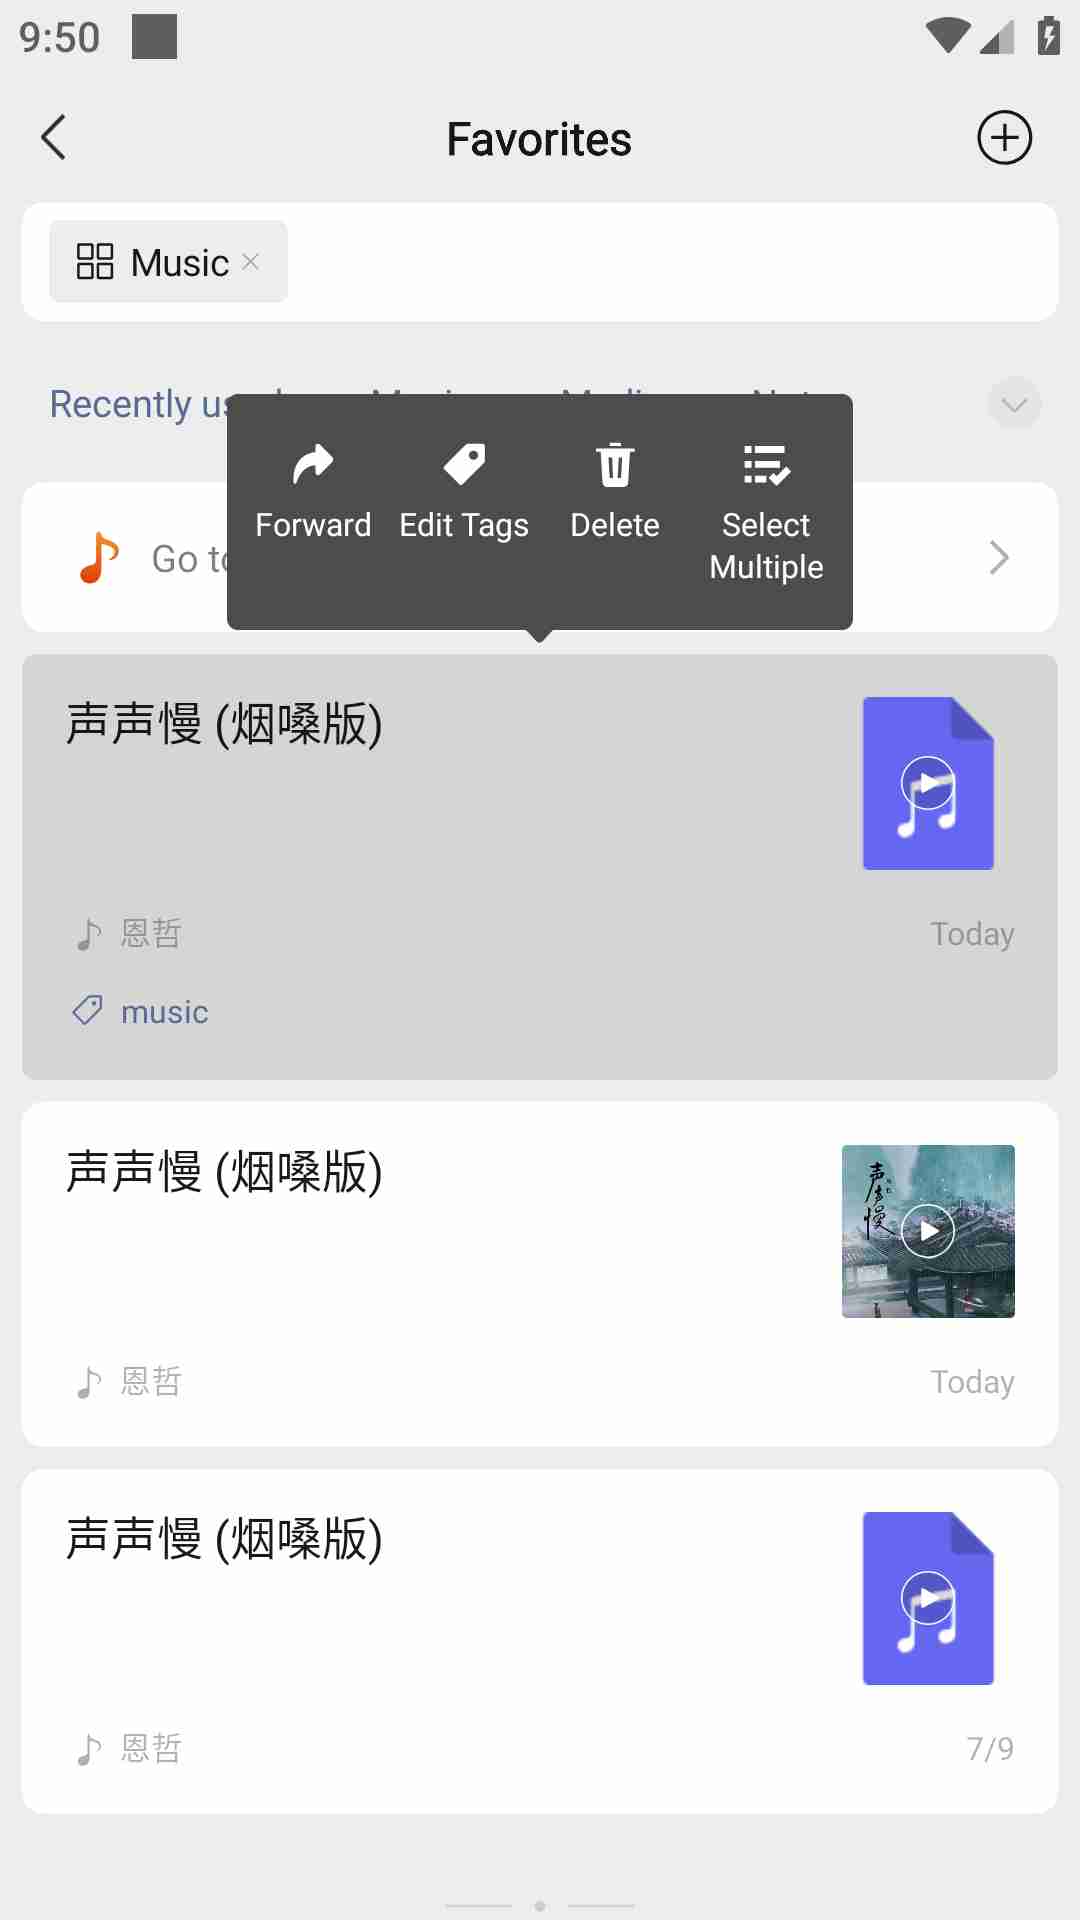 9:50
Favorites
Music
Recently
Forward
Edit Tags
Delete
Select
Multiple
Go
声声慢 (烟嗓版)
恩哲
Today
music
声声慢 (烟嗓版)
声声慢
恩哲
Today
声声慢 (烟嗓版)
恩哲
7/9